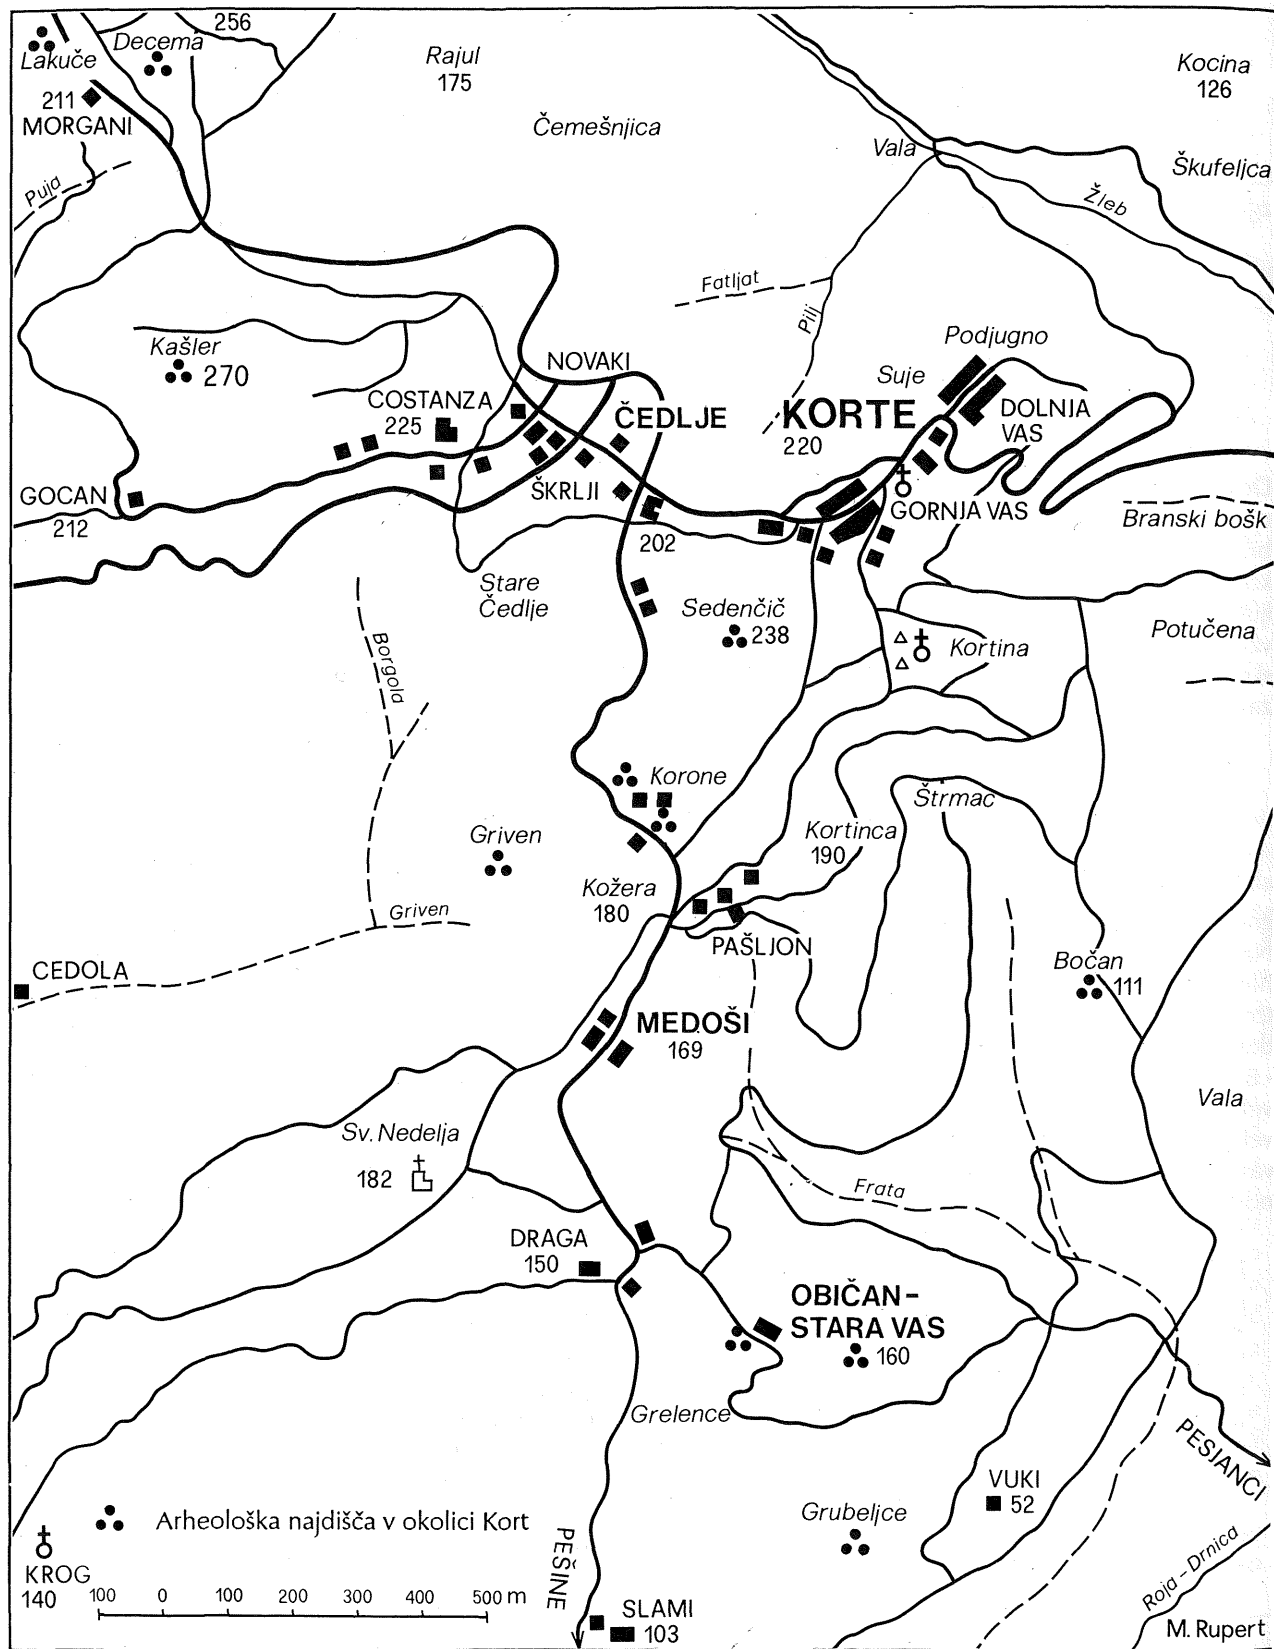 256
Decema
Lakuče
Rajul
175
Kocina
126
211
MORGANI
Čemešnjica
Vala
Škufeljca
Puja
Žleb
Fatljat
Pilj
Podjugno
Kašler
270
NOVAKI
Suje
COSTANZA
225
ČEDLJE
KORTE
220
DOLNJA
VAS
GOCAN
212
ŠKRLJI
202
GORNJA VAS
Branski bošk
Stare
Čedlje
Sedenčič
238
Potučena
Kortina
Borgola
Korone
Štrmac
Griven
Kortinca
190
Kožera
180
Griven
PAŠLJON
CEDOLA
Bočan
111
MEDOŠI
169
Vala
Sv. Nedelja
182
Frata
DRAGA
150
OBIČAN-
STARA VAS
160
Grelence
PESJANCI
VUKI
52
Grubeljce
Arheološka najdišča v okolici Kort
KROG
140
100 0 100 200 300 400 500 m
PEŠINE
SLAMI
103
Roja-Drnica
M. Rupert